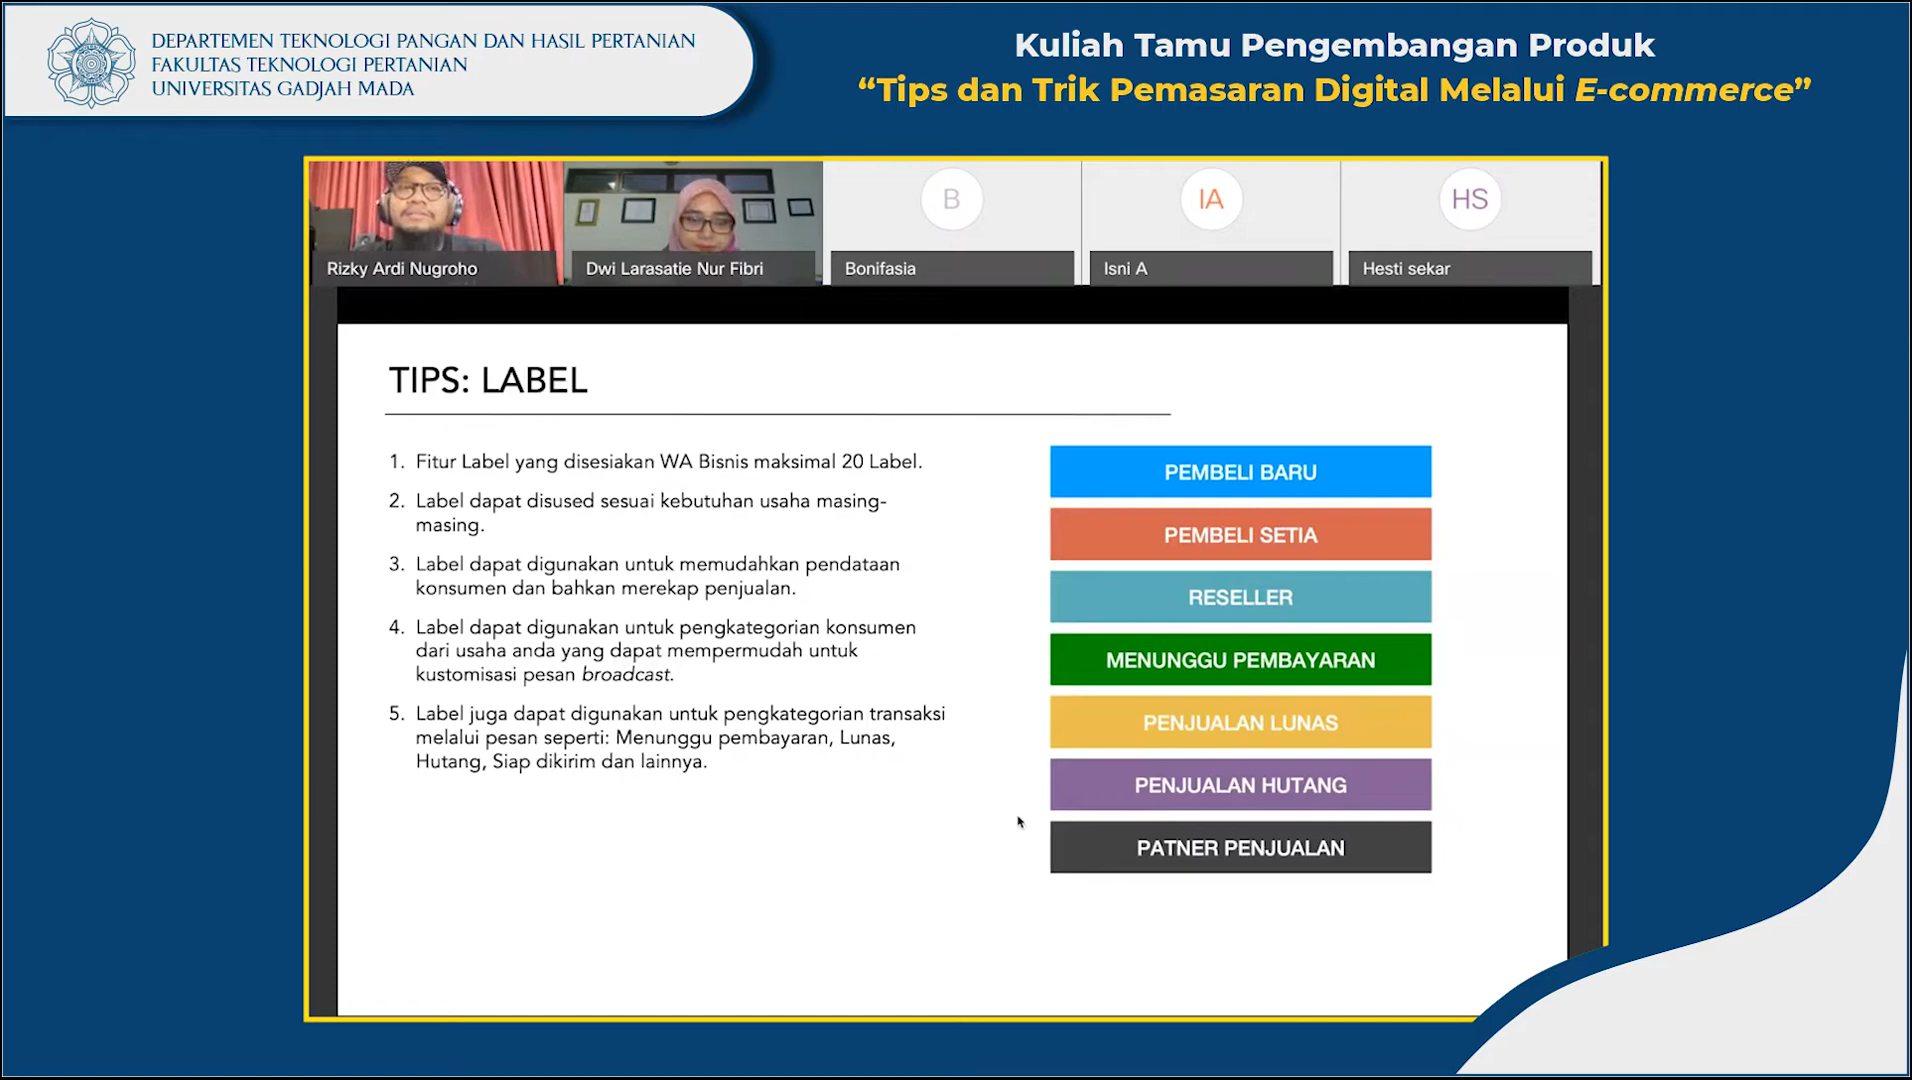 DEPARTEMEN TEKNOLOGI PANGAN DAN HASIL PERTANIAN
FAKULTAS TEKNOLOGI PERTANIAN
UNIVERSITAS GADJAH MADA
Kuliah Tamu Pengembangan Produk
“Tips dan Trik Pemasaran Digital Melalui E-commerce”
B
IA
HS
Rizky Ardi Nugroho
Dwi Larasatie Nur Fibri
Bonifasia
Isni A
Hesti sekar
TIPS: LABEL
1. Fitur Label yang disesiakan WA Bisnis maksimal 20 Label.
2. Label dapat disused sesuai kebutuhan usaha masing-
masing.
3. Label dapat digunakan untuk memudahkan pendataan
konsumen dan bahkan merekap penjualan.
4. Label dapat digunakan untuk pengkategorian konsumen
dari usaha anda yang dapat mempermudah untuk
kustomisasi pesan broadcast.
5. Label juga dapat digunakan untuk pengkategorian transaksi
melalui pesan seperti: Menunggu pembayaran, Lunas,
Hutang, Siap dikirim dan lainnya.
PEMBELI BARU
PEMBELI SETIA
RESELLER
MENUNGGU PEMBAYARAN
PENJUALAN LUNAS
PENJUALAN HUTANG
PATNER PENJUALAN